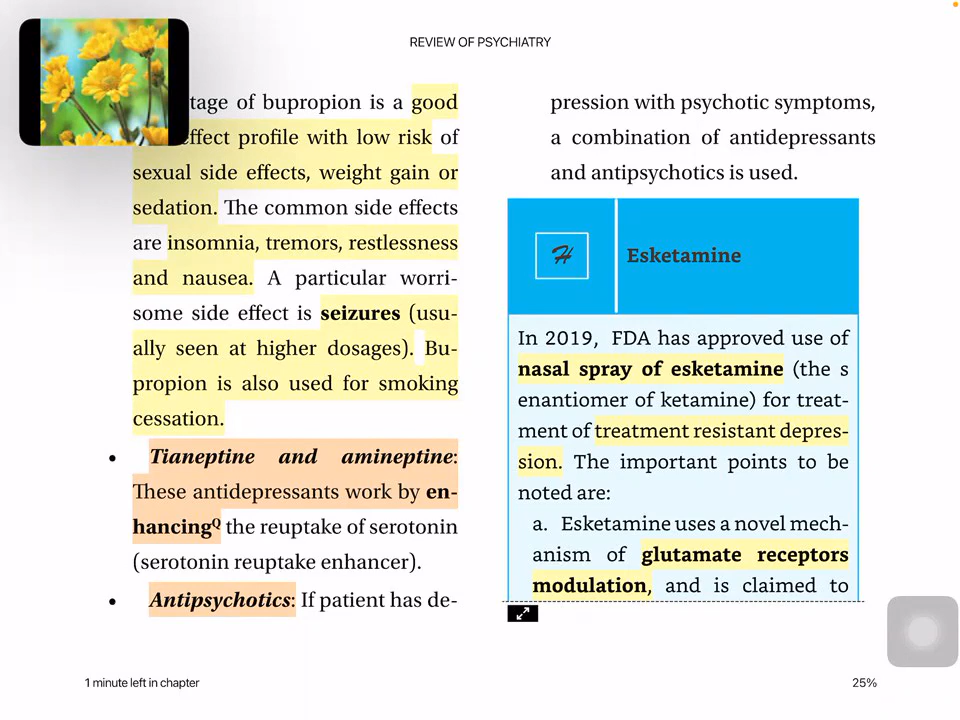 REVIEW OF PSYCHIATRY
tage of bupropion is a good
effect profile with low risk of
sexual side effects, weight gain or
sedation. The common side effects
are insomnia, tremors, restlessness
and nausea. A particular worri-
some side effect is seizures (usu-
ally seen at higher dosages). Bu-
propion is also used for smoking
cessation.
• Tianeptine and amineptine:
These antidepressants work by en-
hancingQ the reuptake of serotonin
(serotonin reuptake enhancer).
• Antipsychotics: If patient has de-
pression with psychotic symptoms,
a combination of antidepressants
and antipsychotics is used.
H
Esketamine
In 2019, FDA has approved use of
nasal spray of esketamine (the s
enantiomer of ketamine) for treat-
ment of treatment resistant depres-
sion. The important points to be
noted are:
a. Esketamine uses a novel mech-
anism of glutamate receptors
modulation, and is claimed to
1 minute left in chapter
25%